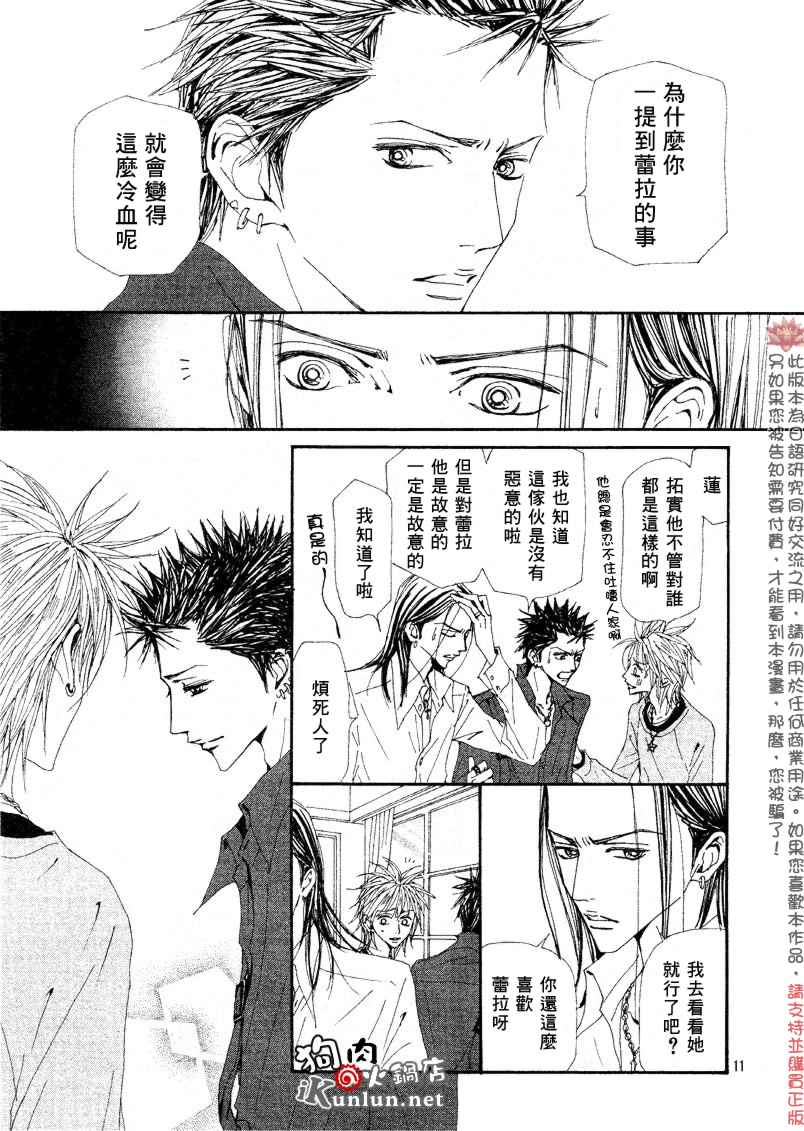 為什麼你
一提到蕾拉的事
就會變得
這麼冷血呢
蓮
拓實他不管對誰
都是這樣的啊
他總是會忍不住吐嘈人家啊
我也知道
這傢伙是沒有
惡意的啦
但是對蕾拉
他是故意的
一定是故意的
我知道了啦
真是的!
煩死人了
我去看看她
就行了吧?
你還這麼
喜歡
蕾拉呀
11
狗肉火鍋店
iKunlun.net
此版本為日語研究同好交流之用,請勿用於任何商業用途。如果您喜歡本作品,請支持並購買正版
另如果您被告知需要付費,才能看到本漫畫,那麼,您被騙了!